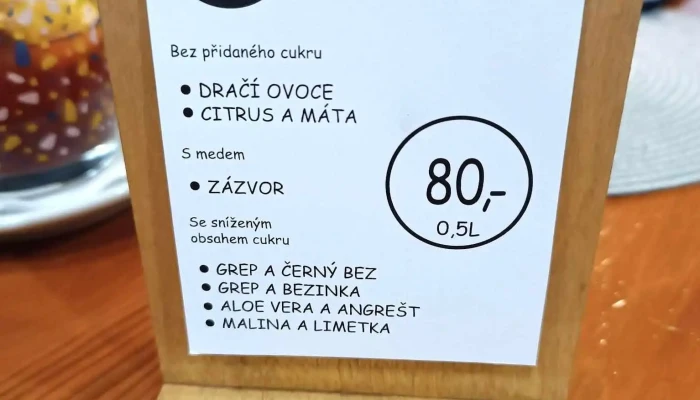 Bez přidaného cukru
• DRAČÍ OVOCE
• CITRUS A MÁTA
S medem
• ZÁZVOR
80,-
0,5L
Se sníženým
obsahem cukru
• GREP A ČERNÝ BEZ
• GREP A BEZINKA
• ALOE VERA A ANGREŠT
• MALINA A LIMETKA